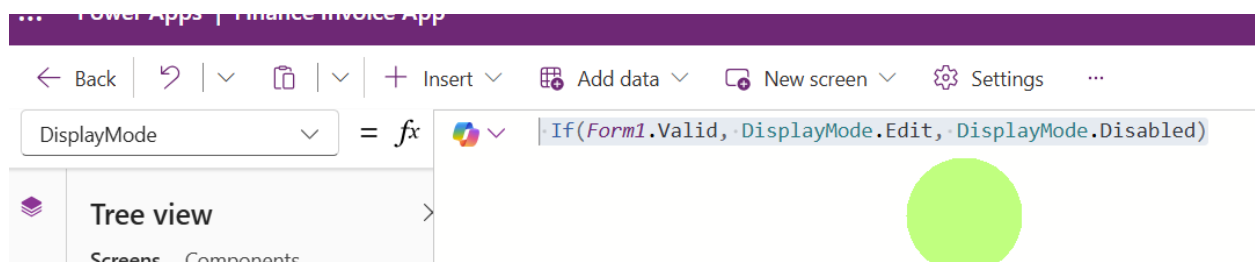 Power Apps | Finance Invoice App
Back Insert Add data New screen Settings ...
DisplayMode = fx If(Form1.Valid, DisplayMode.Edit, DisplayMode.Disabled)
Tree view
Screens Components